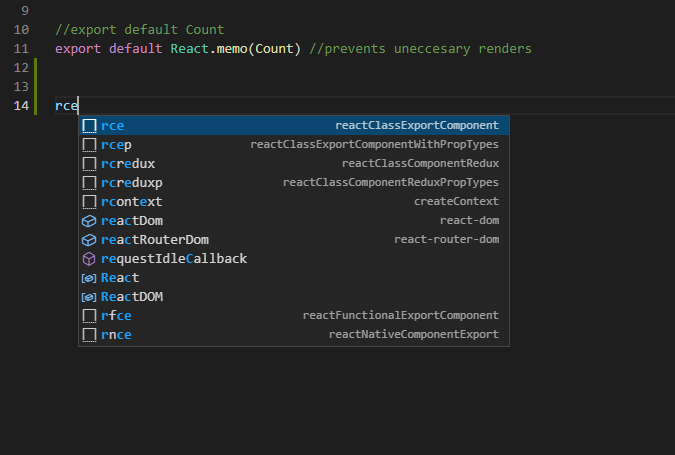 9
10 //export default Count
11 export default React.memo(Count) //prevents uneccesary renders
12
13
14 rce
rce reactClassExportComponent
rcep reactClassExportComponentWithPropTypes
rcredux reactClassComponentRedux
rcreduxp reactClassComponentReduxPropTypes
rcontext createContext
reactDom react-dom
reactRouterDom react-router-dom
requestIdleCallback
React
ReactDOM
rfce reactFunctionalExportComponent
rnce reactNativeComponentExport